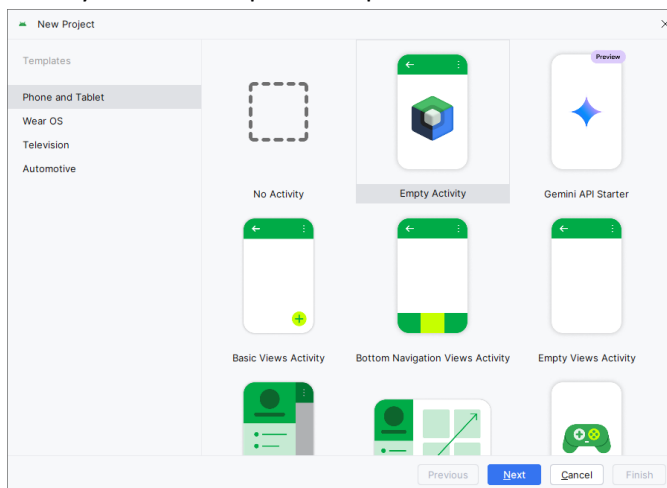 New Project
Templates
Phone and Tablet
Wear OS
Television
Automotive
Preview
No Activity
Empty Activity
Gemini API Starter
Basic Views Activity
Bottom Navigation Views Activity
Empty Views Activity
Previous
Next
Cancel
Finish